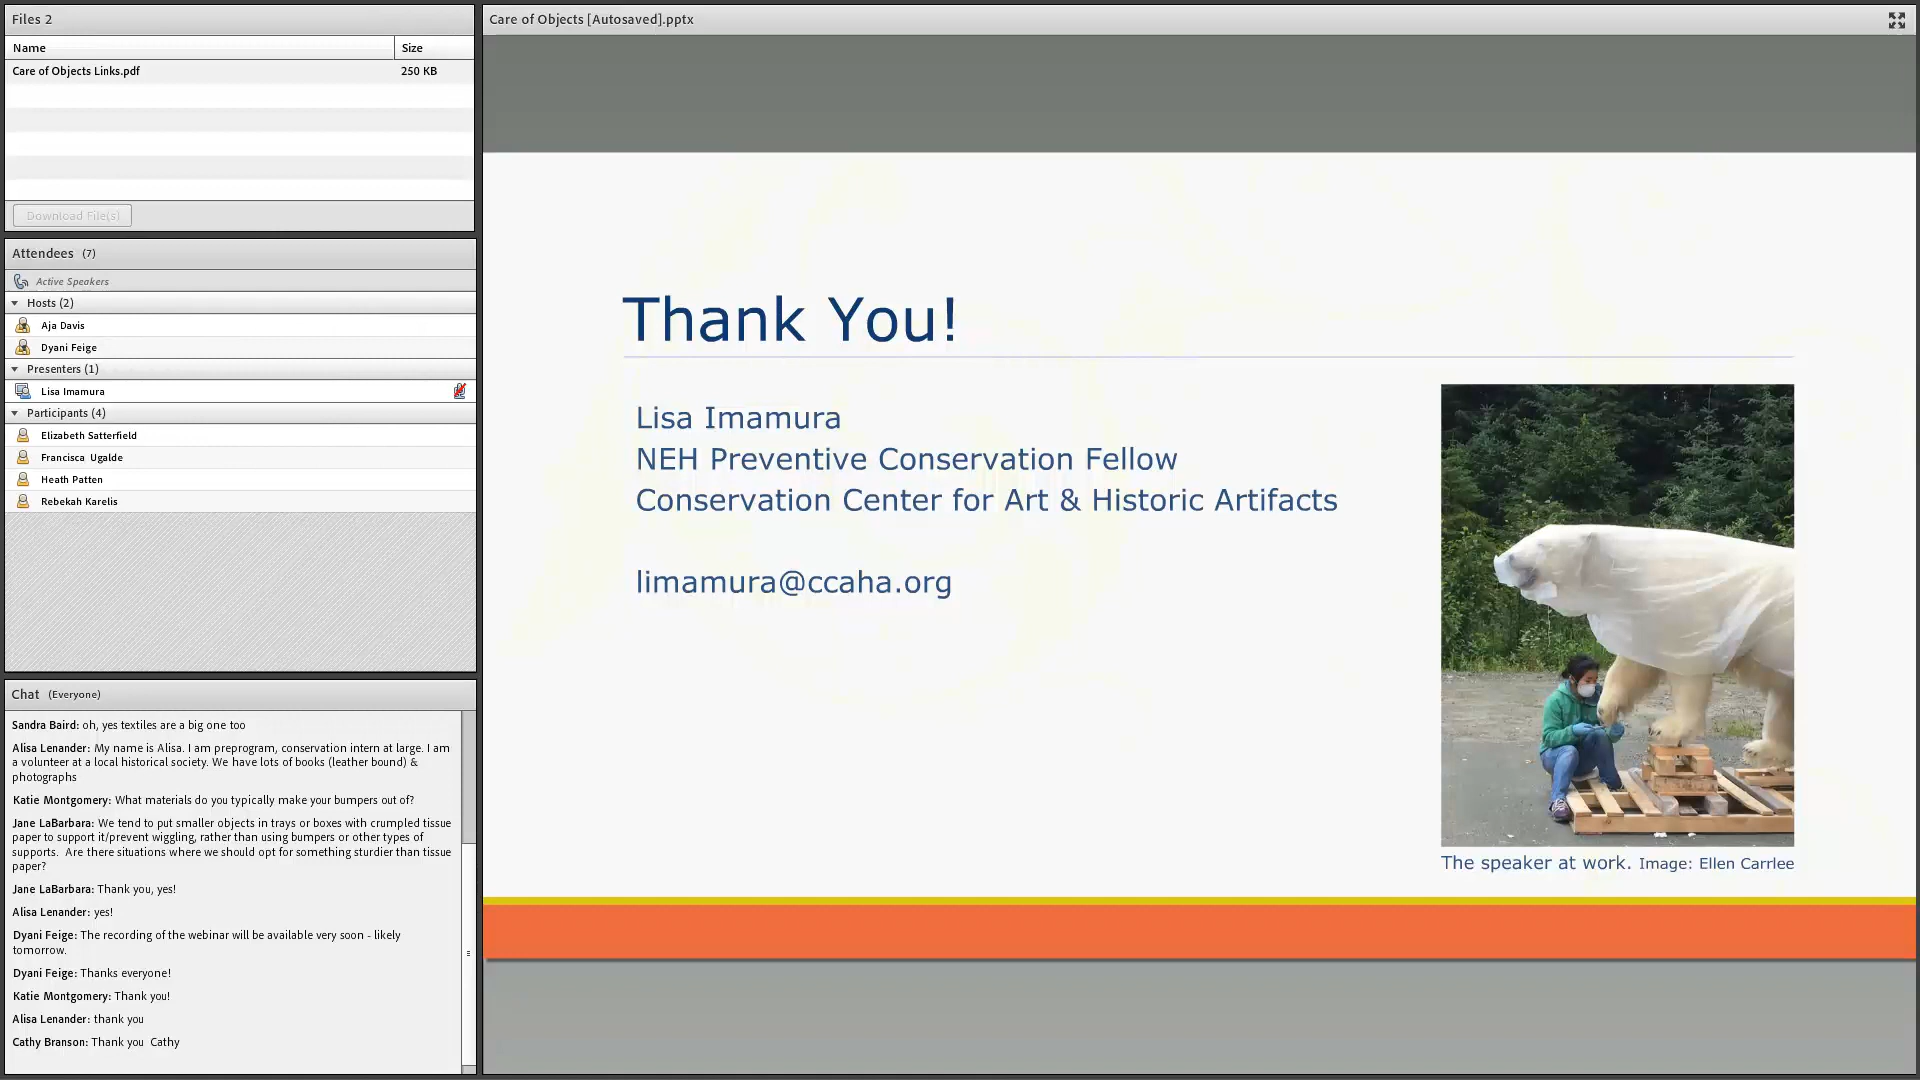 Files 2
Name Size
Care of Objects Links.pdf 250 KB
Download File(s)
Attendees (7)
Active Speakers
Hosts (2)
Aja Davis
Dyani Feige
Presenters (1)
Lisa Imamura
Participants (4)
Elizabeth Satterfield
Francisca Ugalde
Heath Patten
Rebekah Karelis
Chat (Everyone)
Sandra Baird: oh, yes textiles are a big one too
Alisa Lenander: My name is Alisa. I am preprogram, conservation intern at large. I am
a volunteer at a local historical society. We have lots of books (leather bound) &
photographs
Katie Montgomery: What materials do you typically make your bumpers out of?
Jane LaBarbara: We tend to put smaller objects in trays or boxes with crumpled tissue
paper to support it/prevent wiggling, rather than using bumpers or other types of
supports. Are there situations where we should opt for something sturdier than tissue
paper?
Jane LaBarbara: Thank you, yes!
Alisa Lenander: yes!
Dyani Feige: The recording of the webinar will be available very soon - likely
tomorrow.
Dyani Feige: Thanks everyone!
Katie Montgomery: Thank you!
Alisa Lenander: thank you
Cathy Branson: Thank you Cathy
Care of Objects [Autosaved].pptx
Thank You!
Lisa Imamura
NEH Preventive Conservation Fellow
Conservation Center for Art & Historic Artifacts
limamura@ccaha.org
The speaker at work. Image: Ellen Carrlee